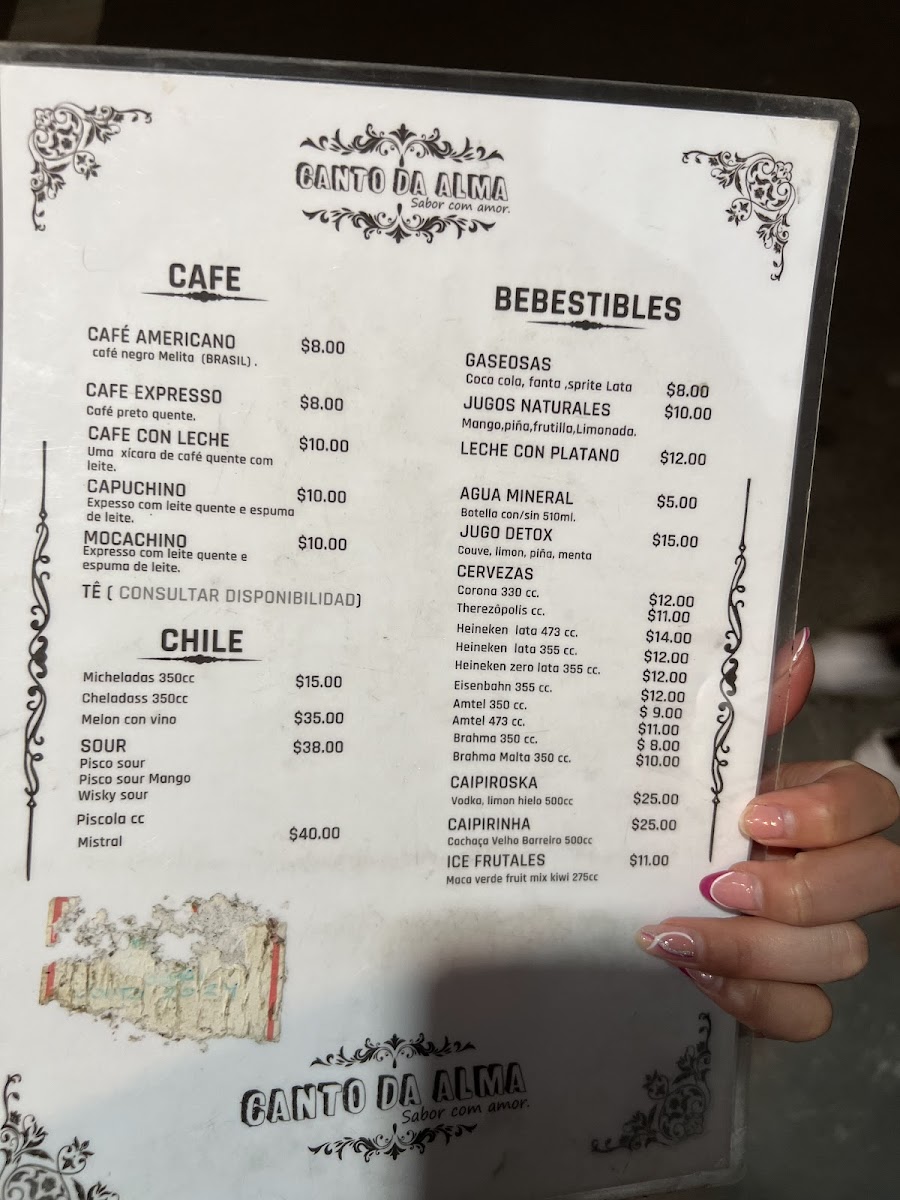 CANTO DA ALMA
Sabor com amor.
CAFE
CAFÉ AMERICANO $8.00
café negro Melita (BRASIL) .
CAFE EXPRESSO $8.00
Café preto quente.
CAFE CON LECHE $10.00
Uma xícara de café quente com
leite.
CAPUCHINO $10.00
Expesso com leite quente e espuma
de leite.
MOCACHINO $10.00
Expresso com leite quente e
espuma de leite.
TÊ ( CONSULTAR DISPONIBILIDAD)
CHILE
Micheladas 350cc $15.00
Cheladass 350cc
Melon con vino $35.00
SOUR $38.00
Pisco sour
Pisco sour Mango
Wisky sour
Piscola cc
Mistral $40.00
BEBESTIBLES
GASEOSAS
Coca cola, fanta ,sprite Lata $8.00
JUGOS NATURALES $10.00
Mango,piña,frutilla,Limonada.
LECHE CON PLATANO $12.00
AGUA MINERAL $5.00
Botella con/sin 510ml.
JUGO DETOX $15.00
Couve, limon, piña, menta
CERVEZAS
Corona 330 cc. $12.00
Therezôpolis cc. $11.00
Heineken lata 473 cc. $14.00
Heineken lata 355 cc. $12.00
Heineken zero lata 355 cc. $12.00
Eisenbahn 355 cc. $12.00
Amtel 350 cc. $ 9.00
Amtel 473 cc. $11.00
Brahma 350 cc. $ 8.00
Brahma Malta 350 cc. $10.00
CAIPIROSKA
Vodka, limon hielo 500cc $25.00
CAIPIRINHA $25.00
Cachaça Velho Barreiro 500cc
ICE FRUTALES $11.00
Maca verde fruit mix kiwi 275cc
CANTO DA ALMA
Sabor com amor.